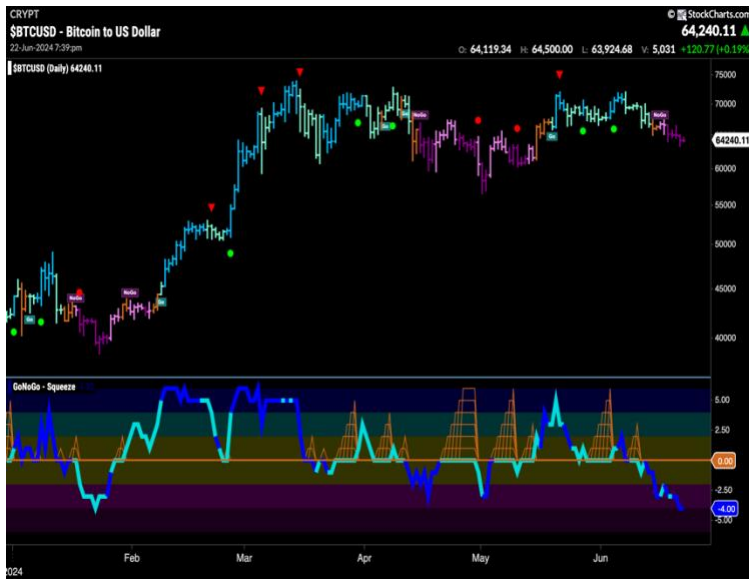 CRYPT
© StockCharts.com
$BTCUSD - Bitcoin to US Dollar
64,240.11
22-Jun-2024 7:39pm
O: 64,119.34 H: 64,500.00 L: 63,924.68 V: 5,031 +120.77 (+0.19%)
$BTCUSD (Daily) 64240.11
75000
70000
NoGo
Go
Go
NoGo
Go
64240.11
60000
55000
50000
45000
NoGo
NoGo
Go
Go
40000
GoNoGo - Squeeze
5.00
2.50
0.00
-2.50
-4.00
-5.00
Feb Mar Apr May Jun
2024